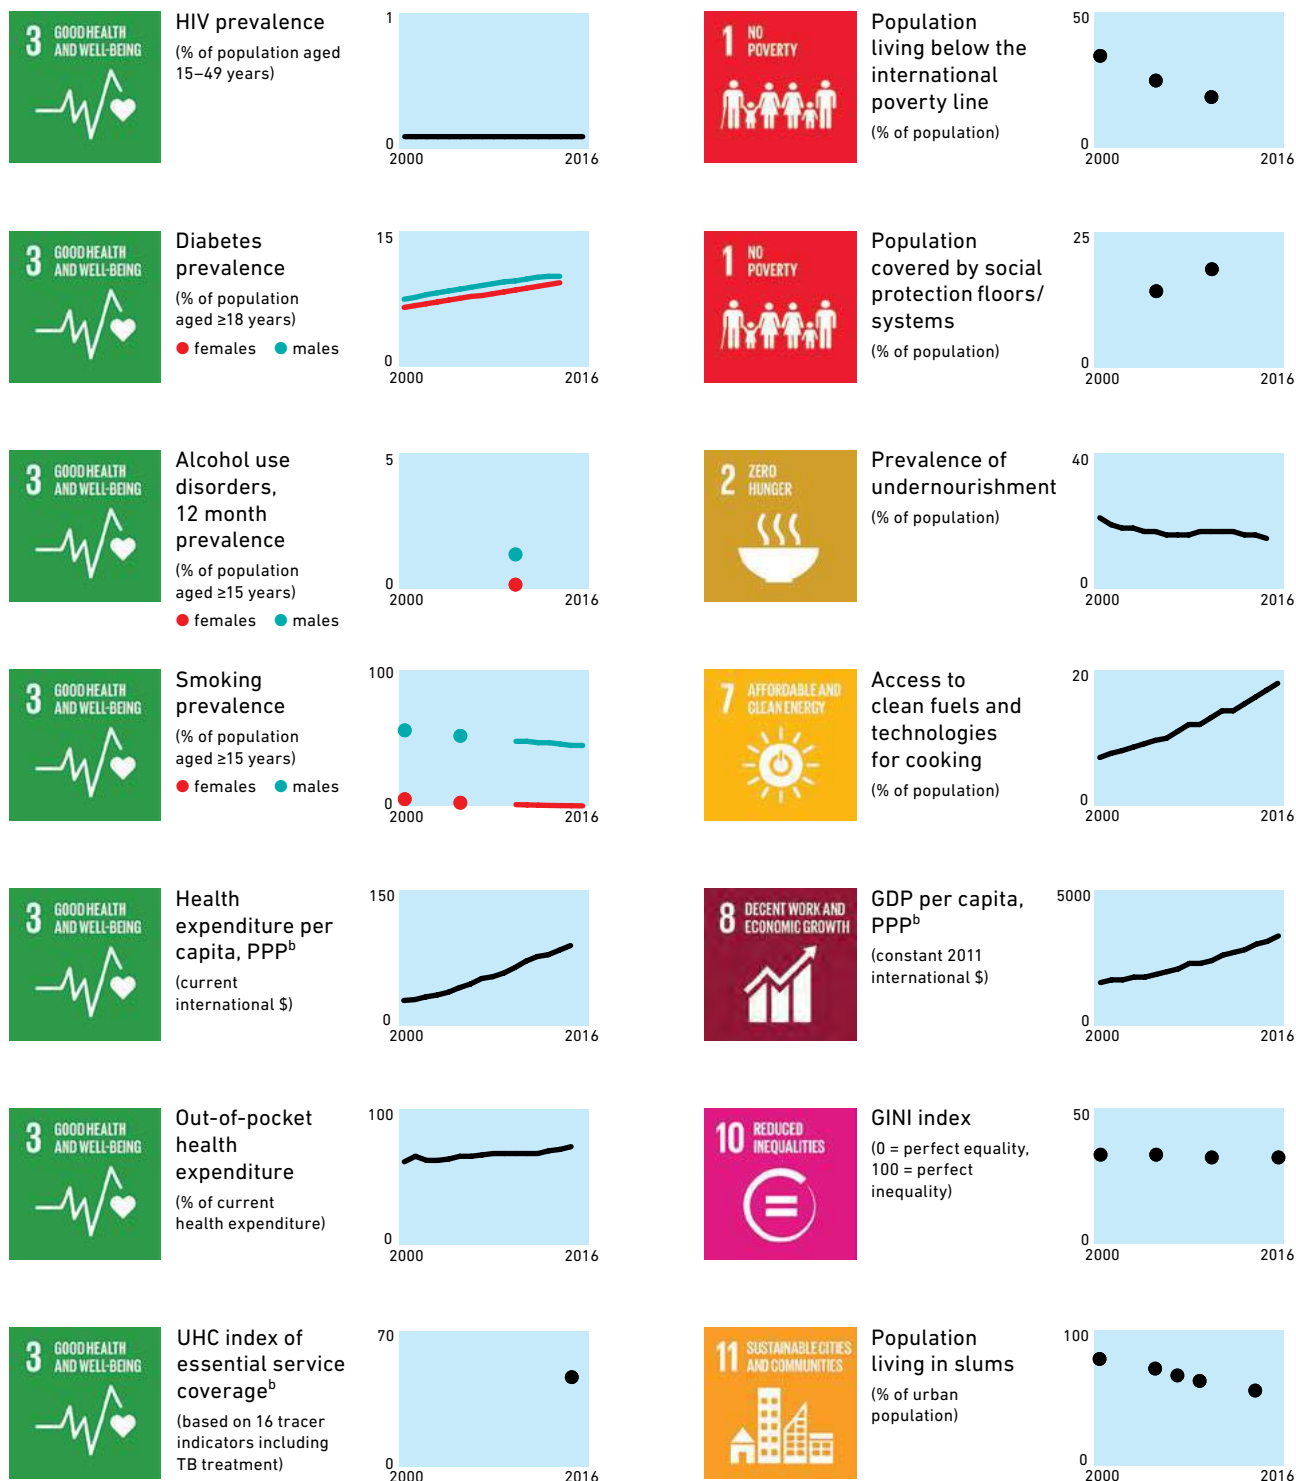 3 GOOD HEALTH
AND WELL-BEING
HIV prevalence
(% of population aged
15–49 years)
1
0
2000 2016
1 NO
POVERTY
Population
living below the
international
poverty line
(% of population)
50
0
2000 2016
3 GOOD HEALTH
AND WELL-BEING
Diabetes
prevalence
(% of population
aged ≥18 years)
females males
15
0
2000 2016
1 NO
POVERTY
Population
covered by social
protection floors/
systems
(% of population)
25
0
2000 2016
3 GOOD HEALTH
AND WELL-BEING
Alcohol use
disorders,
12 month
prevalence
(% of population
aged ≥15 years)
females males
5
0
2000 2016
2 ZERO
HUNGER
Prevalence of
undernourishment
(% of population)
40
0
2000 2016
3 GOOD HEALTH
AND WELL-BEING
Smoking
prevalence
(% of population
aged ≥15 years)
females males
100
0
2000 2016
7 AFFORDABLE AND
CLEAN ENERGY
Access to
clean fuels and
technologies
for cooking
(% of population)
20
0
2000 2016
3 GOOD HEALTH
AND WELL-BEING
Health
expenditure per
capita, PPPᵇ
(current
international $)
150
0
2000 2016
8 DECENT WORK AND
ECONOMIC GROWTH
GDP per capita,
PPPᵇ
(constant 2011
international $)
5000
0
2000 2016
3 GOOD HEALTH
AND WELL-BEING
Out-of-pocket
health
expenditure
(% of current
health expenditure)
100
0
2000 2016
10 REDUCED
INEQUALITIES
GINI index
(0 = perfect equality,
100 = perfect
inequality)
50
0
2000 2016
3 GOOD HEALTH
AND WELL-BEING
UHC index of
essential service
coverageᵇ
(based on 16 tracer
indicators including
TB treatment)
70
0
2000 2016
11 SUSTAINABLE CITIES
AND COMMUNITIES
Population
living in slums
(% of urban
population)
100
0
2000 2016